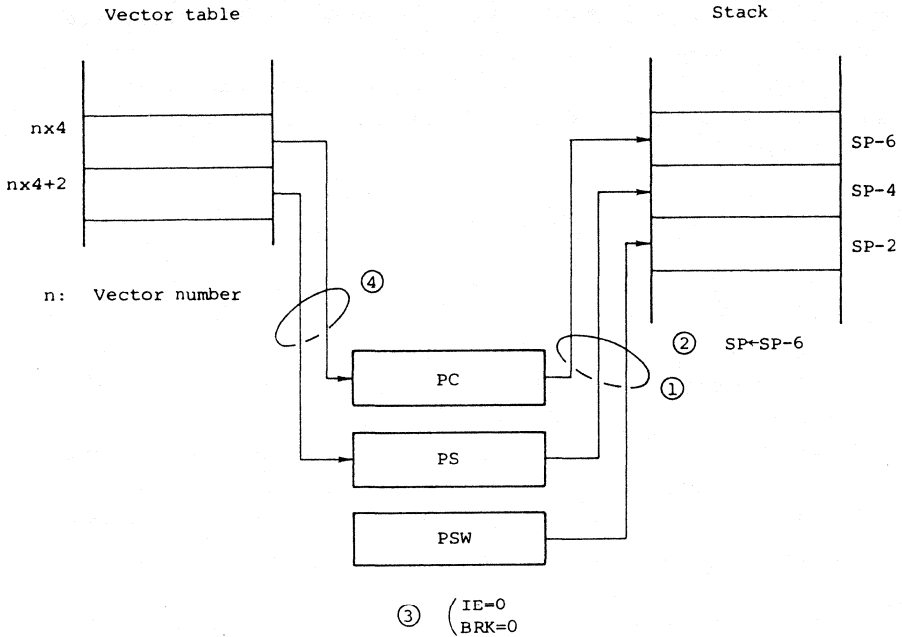 Vector table
Stack
nx4
SP-6
nx4+2
SP-4
SP-2
n: Vector number
④
② SP←SP-6
PC
①
PS
PSW
③ (IE=0
BRK=0